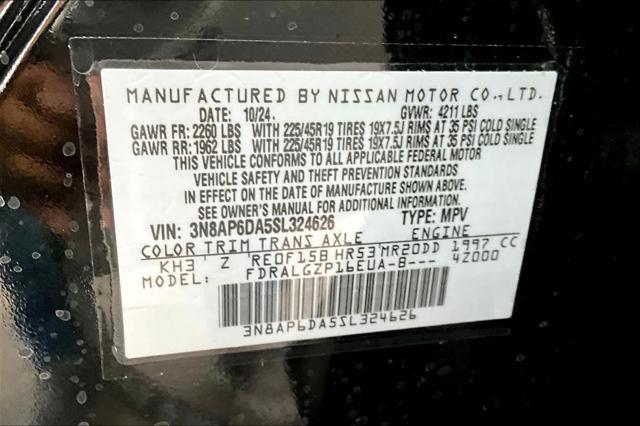 MANUFACTURED BY NISSAN MOTOR CO.,LTD.
DATE: 10/24. GVWR: 4211 LBS
GAWR FR: 2260 LBS WITH 225/45R19 TIRES 19X7.5J RIMS AT 35 PSI COLD SINGLE
GAWR RR: 1962 LBS WITH 225/45R19 TIRES 19X7.5J RIMS AT 35 PSI COLD SINGLE
THIS VEHICLE CONFORMS TO ALL APPLICABLE FEDERAL MOTOR
VEHICLE SAFETY AND THEFT PREVENTION STANDARDS
IN EFFECT ON THE DATE OF MANUFACTURE SHOWN ABOVE.
SEE OWNER'S MANUAL FOR ADDITIONAL INFORMATION.
VIN: 3N8AP6DA5SL324626 TYPE: MPV
COLOR TRIM TRANS AXLE ENGINE
KH3 Z RE0F15B HR53 MR20DD 1997 CC
MODEL: FDRALGZP16EUA-B--- 42000
3N8AP6DA5SL324626